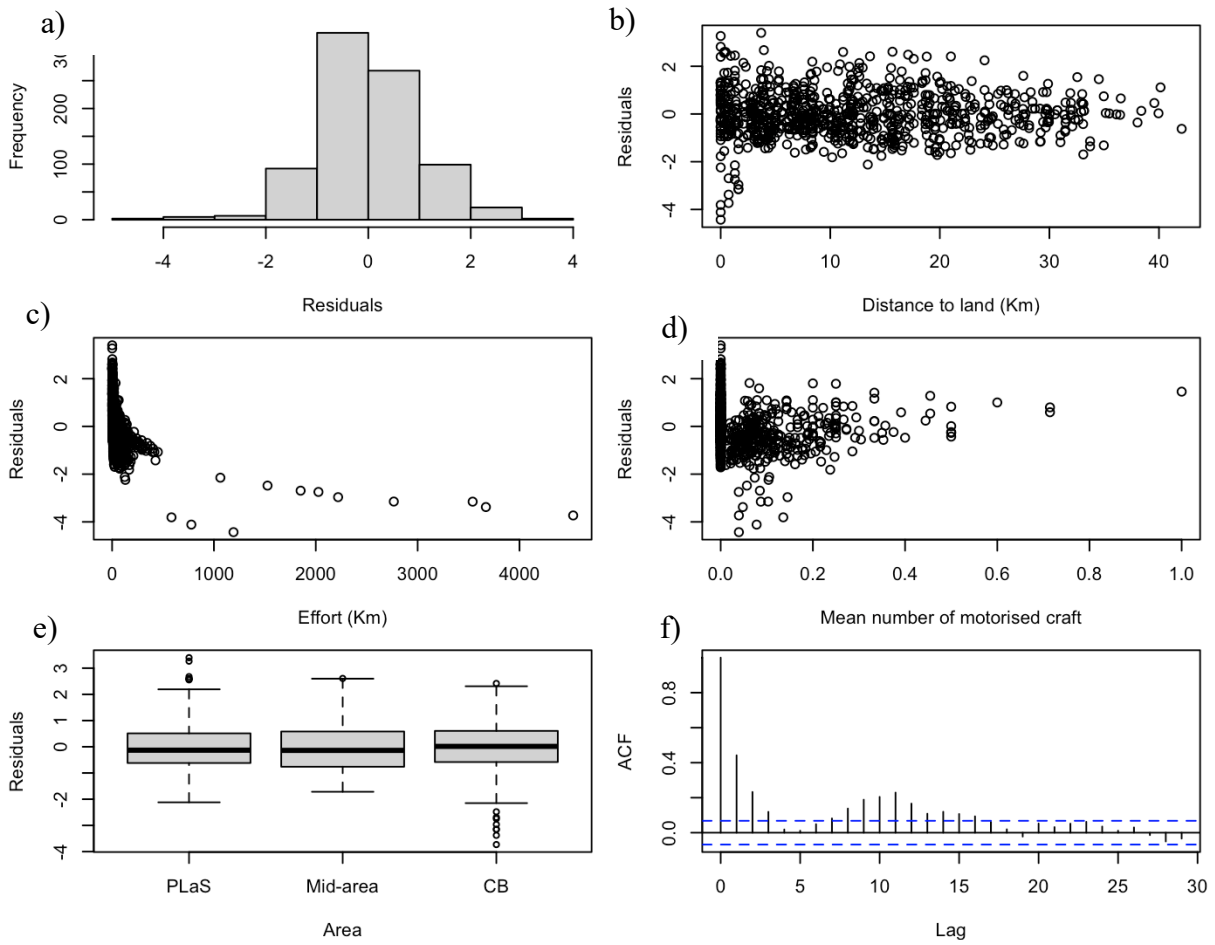 a)
Frequency
0
100
200
30
-4
-2
0
2
4
Residuals
b)
Residuals
-4
-2
0
2
0
10
20
30
40
Distance to land (Km)
c)
Residuals
-4
-2
0
2
0
1000
2000
3000
4000
Effort (Km)
d)
Residuals
-4
-2
0
2
0.0
0.2
0.4
0.6
0.8
1.0
Mean number of motorised craft
e)
Residuals
-4
-2
0
1
2
3
PLaS
Mid-area
CB
Area
f)
ACF
0.0
0.4
0.8
0
5
10
15
20
25
30
Lag